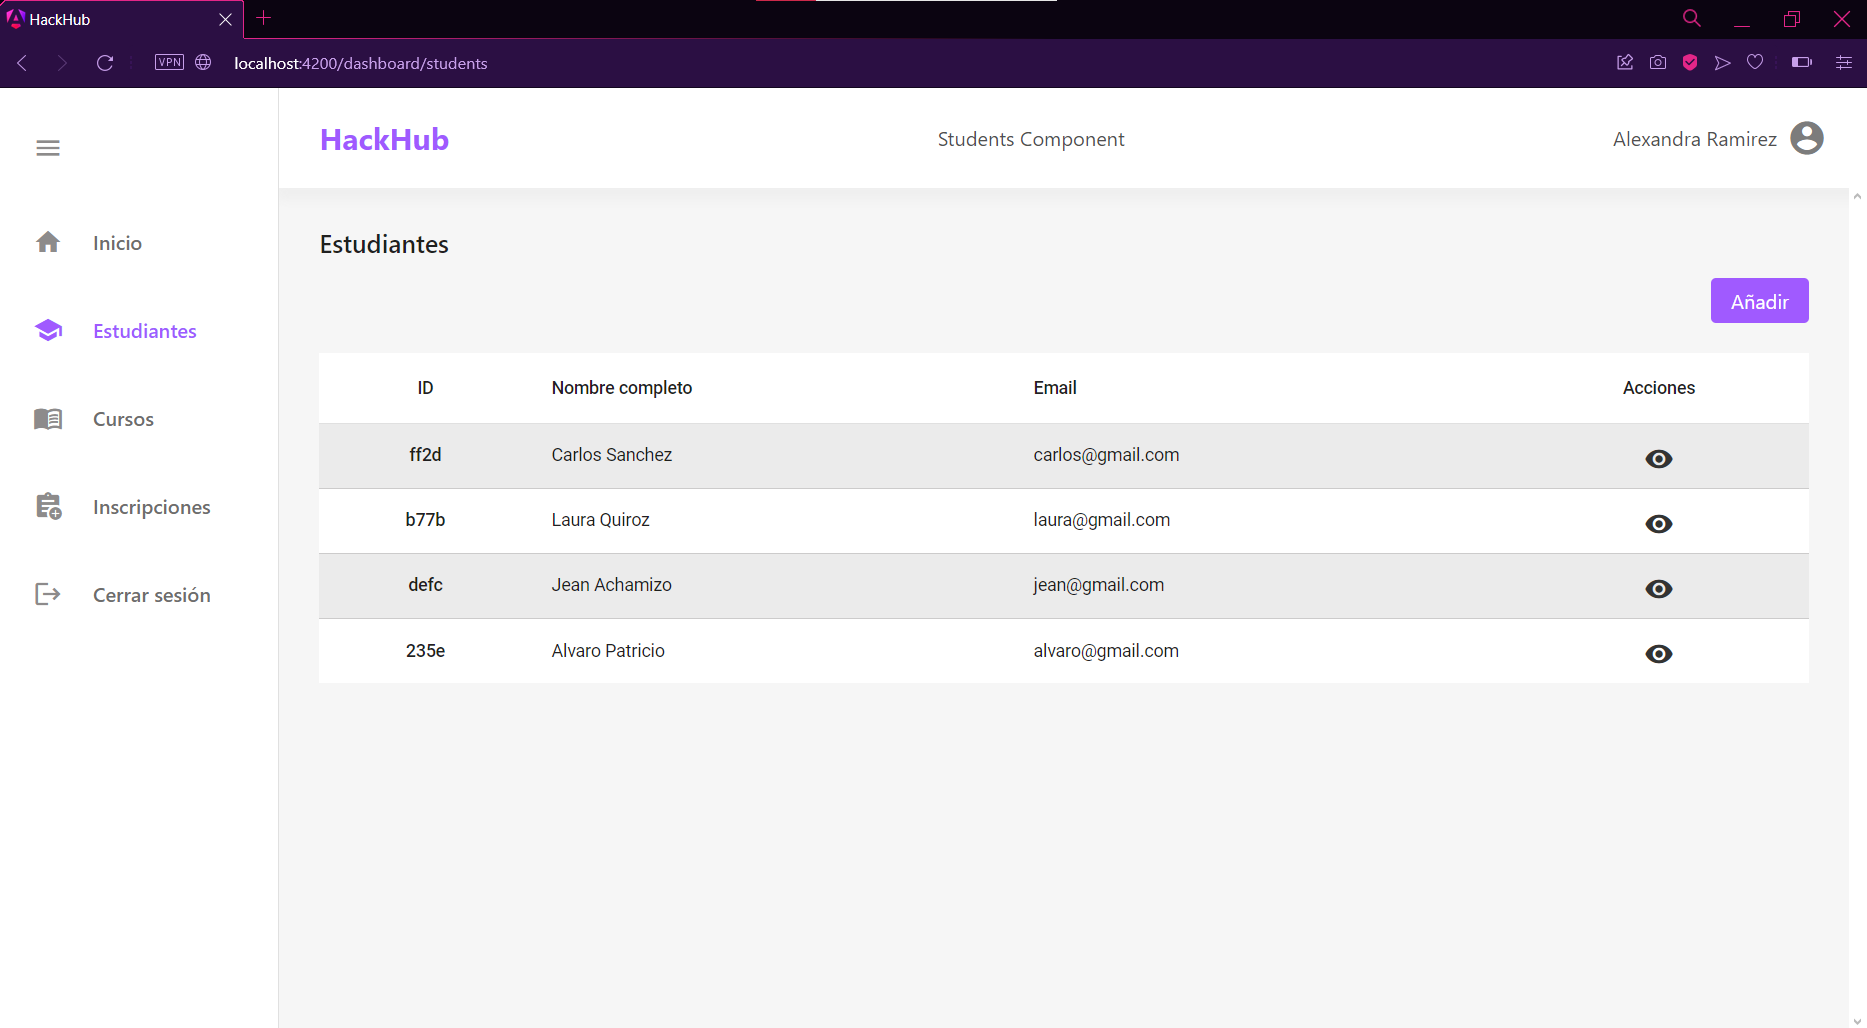 HackHub
VPN
localhost:4200/dashboard/students
HackHub
Students Component
Alexandra Ramirez
Inicio
Estudiantes
Cursos
Inscripciones
Cerrar sesión
Estudiantes
Añadir
ID Nombre completo Email Acciones
ff2d Carlos Sanchez carlos@gmail.com
b77b Laura Quiroz laura@gmail.com
defc Jean Achamizo jean@gmail.com
235e Alvaro Patricio alvaro@gmail.com